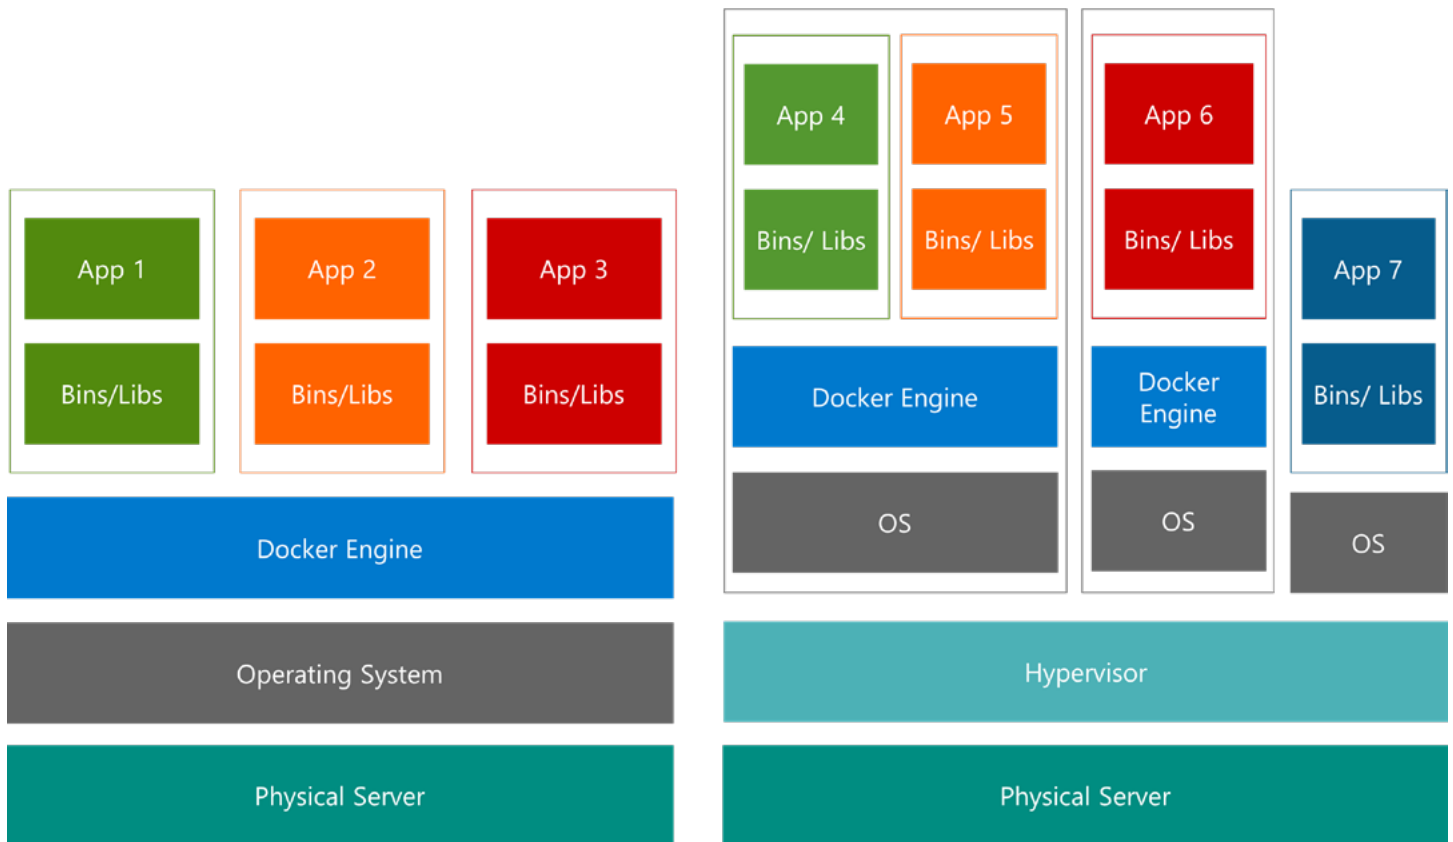 App 1
App 2
App 3
Bins/Libs
Bins/Libs
Bins/Libs
Docker Engine
Operating System
Physical Server
App 4
App 5
App 6
Bins/ Libs
Bins/ Libs
Bins/ Libs
App 7
Docker Engine
Docker
Engine
Bins/ Libs
OS
OS
OS
Hypervisor
Physical Server